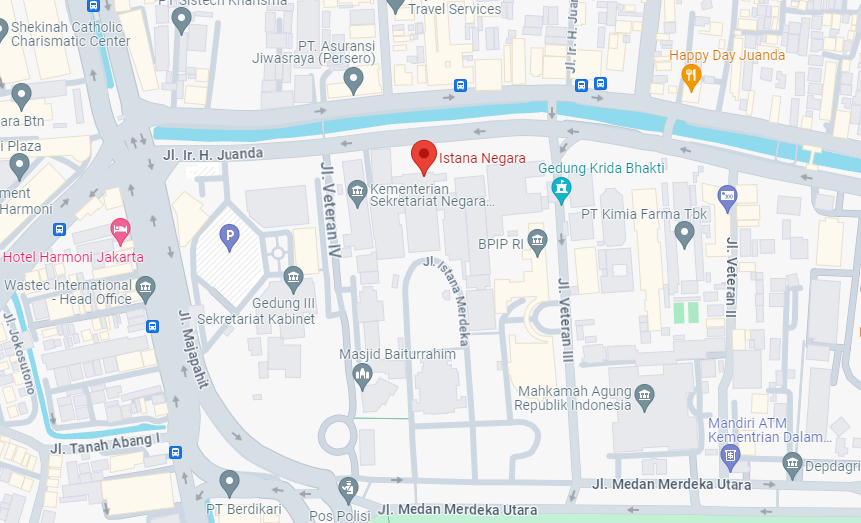 PT Sistech Kharisma
Travel Services
Shekinah Catholic
Charismatic Center
PT. Asuransi
Jiwasraya (Persero)
Jl. Ir. H. Jua
Happy Day Juanda
ara Btn
i Plaza
Jl. Ir. H. Juanda
Istana Negara
Gedung Krida Bhakti
Kementerian
Sekretariat Negara...
ment
Harmoni
PT Kimia Farma Tbk
Jl. Veteran IV
BPIP RI
P
Hotel Harmoni Jakarta
Jl. Istana Merdeka
Jl. Veteran II
Wastec International
- Head Office
Gedung III
Sekretariat Kabinet
Jl. Veteran III
Jl. Jokosutono
Jl. Majapahit
Masjid Baiturrahim
Mahkamah Agung
Republik Indonesia
Mandiri ATM
Kementrian Dalam...
Jl. Tanah Abang I
Depdagri
Jl. Medan Merdeka Utara
PT Berdikari
Pos Polisi
Jl. Medan Merdeka Utara